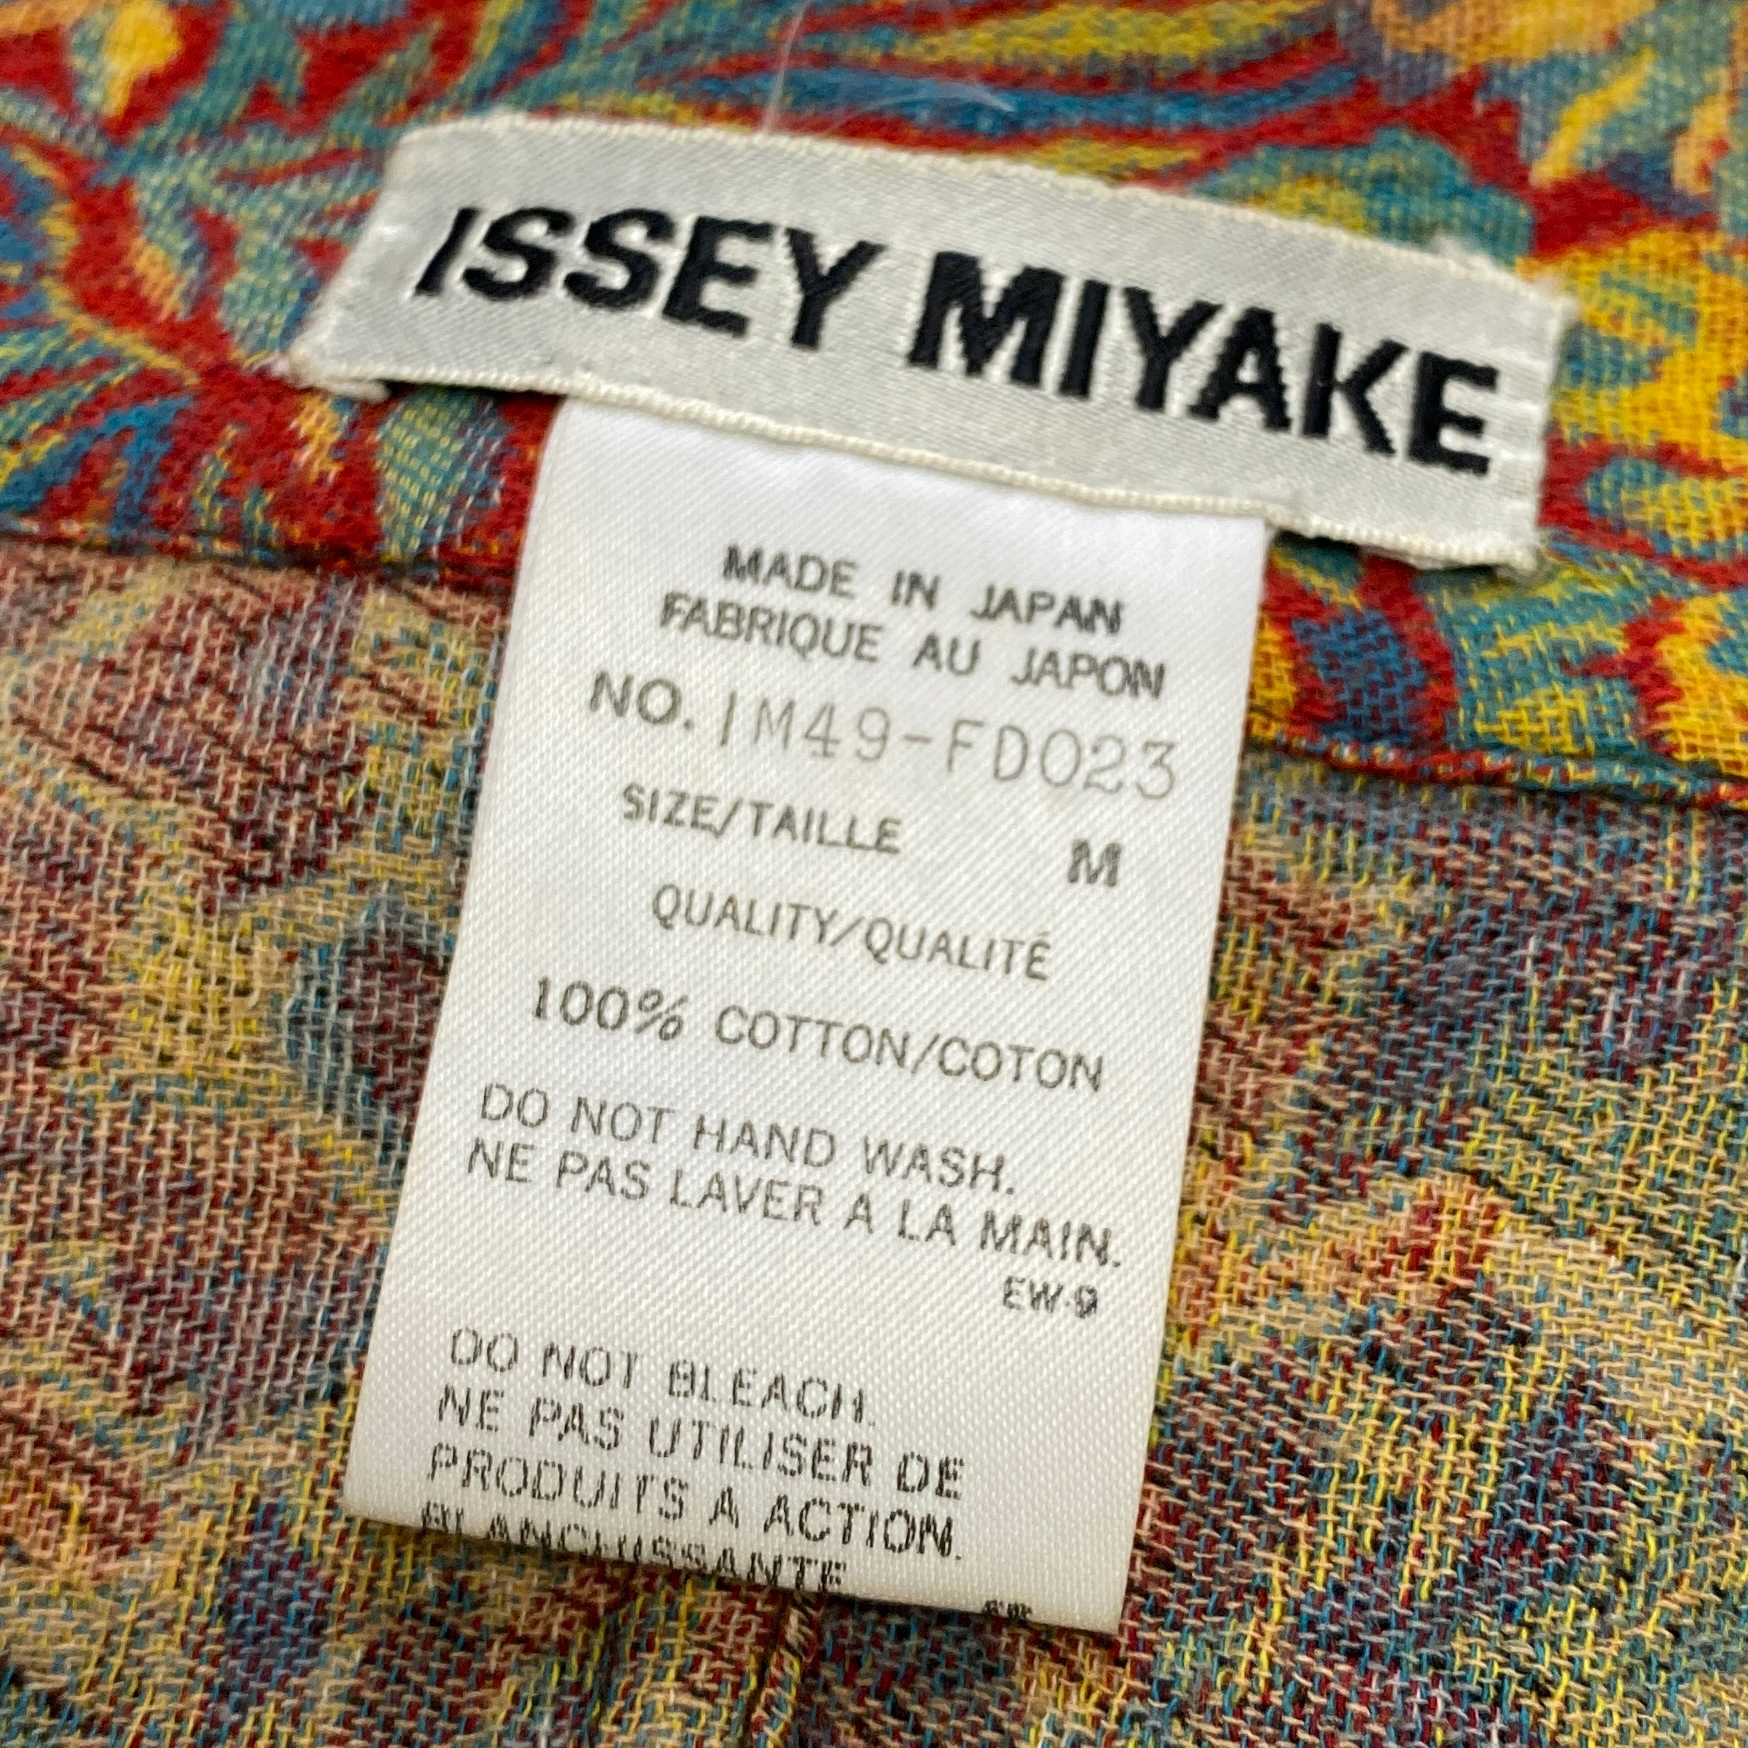 ISSEY MIYAKE
MADE IN JAPAN
FABRIQUE AU JAPON
NO. IM49-FD023
SIZE/TAILLE M
QUALITY/QUALITÉ
100% COTTON/COTON
DO NOT HAND WASH.
NE PAS LAVER A LA MAIN.
EW-9
DO NOT BLEACH.
NE PAS UTILISER DE
PRODUITS A ACTION.
BLANCHISSANTE